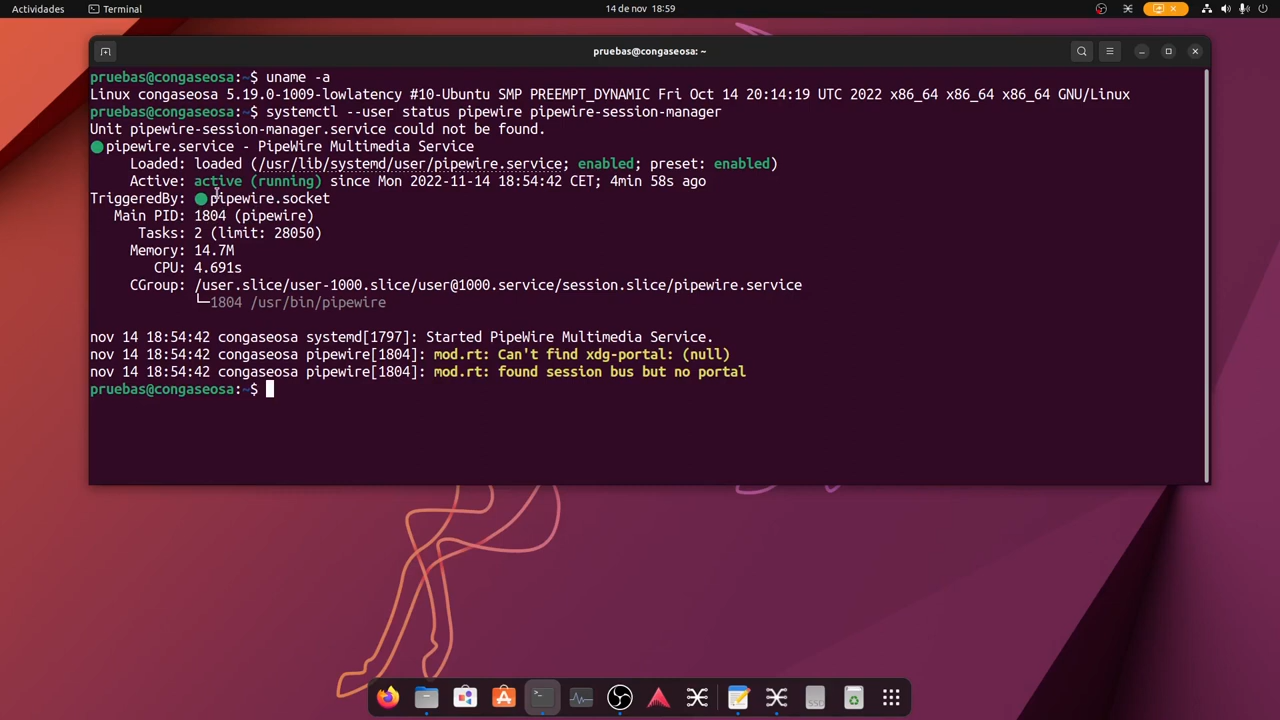 Actividades
Terminal
14 de nov 18:59
pruebas@congaseosa: ~
pruebas@congaseosa:~$ uname -a
Linux congaseosa 5.19.0-1009-lowlatency #10-Ubuntu SMP PREEMPT_DYNAMIC Fri Oct 14 20:14:19 UTC 2022 x86_64 x86_64 x86_64 GNU/Linux
pruebas@congaseosa:~$ systemctl --user status pipewire pipewire-session-manager
Unit pipewire-session-manager.service could not be found.
pipewire.service - PipeWire Multimedia Service
Loaded: loaded (/usr/lib/systemd/user/pipewire.service; enabled; preset: enabled)
Active: active (running) since Mon 2022-11-14 18:54:42 CET; 4min 58s ago
TriggeredBy: pipewire.socket
Main PID: 1804 (pipewire)
Tasks: 2 (limit: 28050)
Memory: 14.7M
CPU: 4.691s
CGroup: /user.slice/user-1000.slice/user@1000.service/session.slice/pipewire.service
└─1804 /usr/bin/pipewire
nov 14 18:54:42 congaseosa systemd[1797]: Started PipeWire Multimedia Service.
nov 14 18:54:42 congaseosa pipewire[1804]: mod.rt: Can't find xdg-portal: (null)
nov 14 18:54:42 congaseosa pipewire[1804]: mod.rt: found session bus but no portal
pruebas@congaseosa:~$
SSD